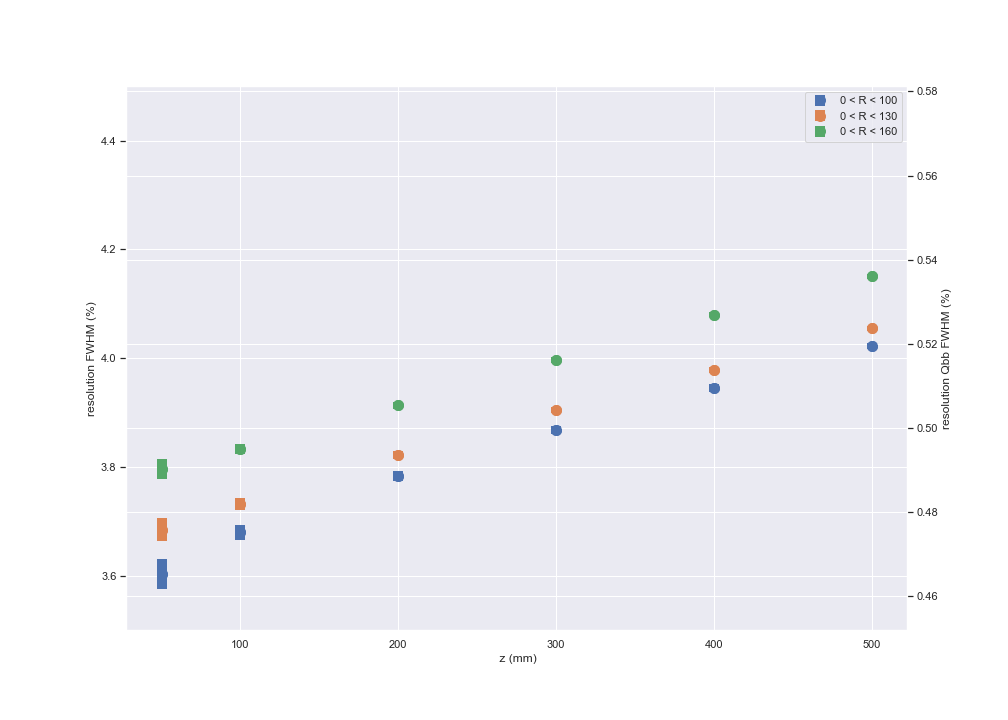 0 < R < 100
0 < R < 130
0 < R < 160
resolution FWHM (%)
4.4
4.2
4.0
3.8
3.6
0.58
0.56
0.54
0.52
0.50
0.48
0.46
resolution Qbb FWHM (%)
100 200 300 400 500
z (mm)